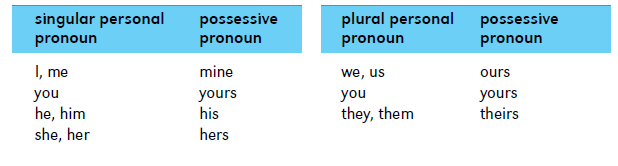 singular personal pronoun possessive pronoun
I, me mine
you yours
he, him his
she, her hers
plural personal pronoun possessive pronoun
we, us ours
you yours
they, them theirs